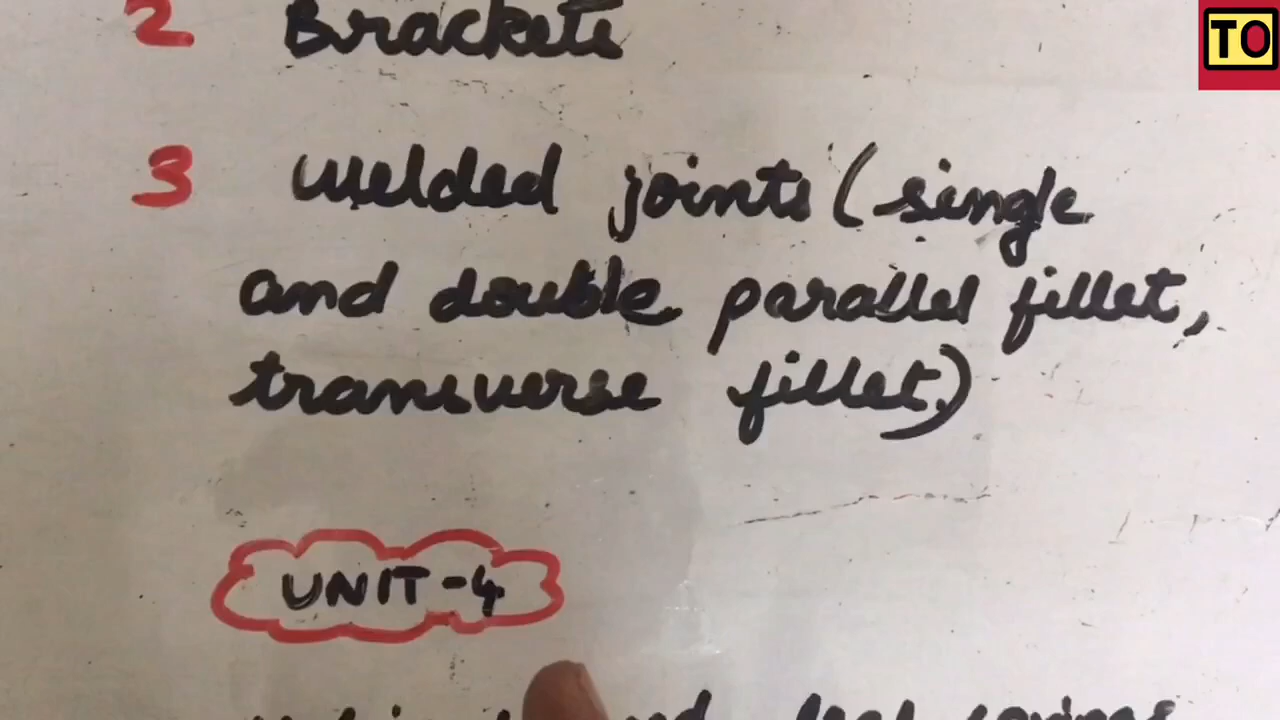 TO
2 Brackets
3 Welded joints (single
and double parallel fillet,
transverse fillet.)
UNIT-4